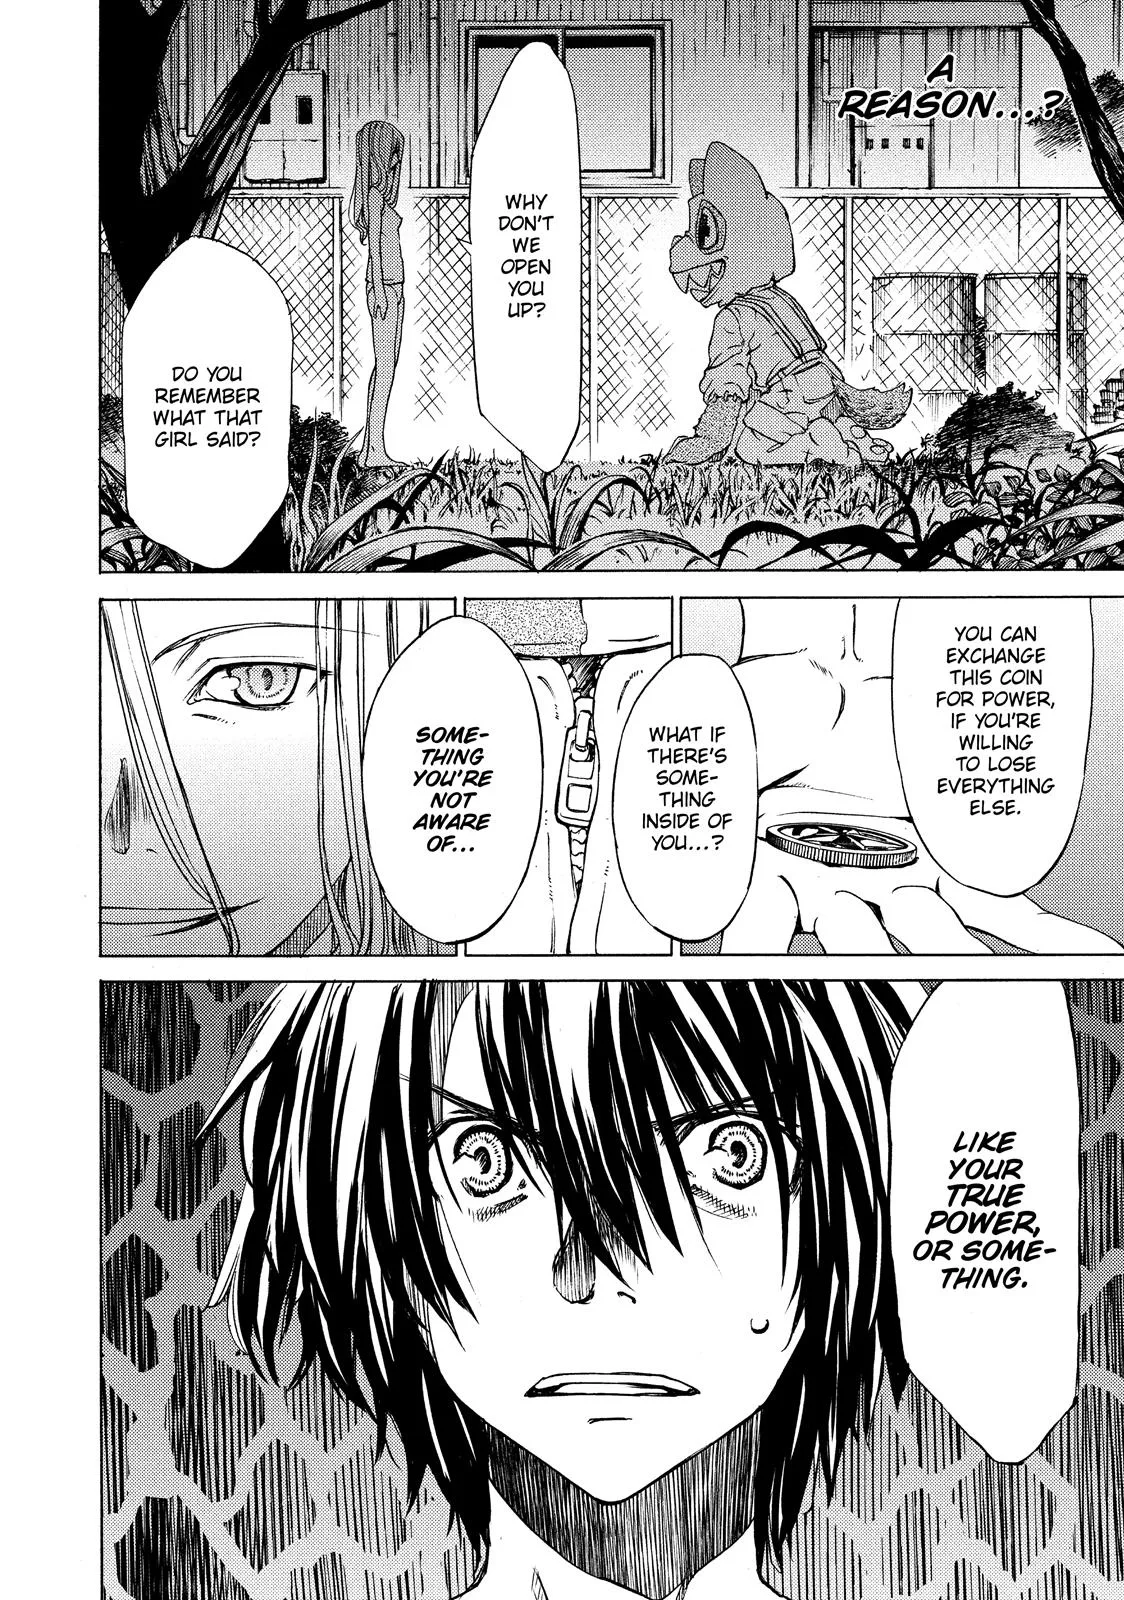 A
REASON...?
WHY
DON'T
WE
OPEN
YOU
UP?
DO YOU
REMEMBER
WHAT THAT
GIRL SAID?
YOU CAN
EXCHANGE
THIS COIN
FOR POWER,
IF YOU'RE
WILLING
TO LOSE
EVERYTHING
ELSE.
WHAT IF
THERE'S
SOME-
THING
INSIDE OF
YOU...?
SOME-
THING
YOU'RE
NOT
AWARE
OF...
LIKE
YOUR
TRUE
POWER,
OR SOME-
THING.